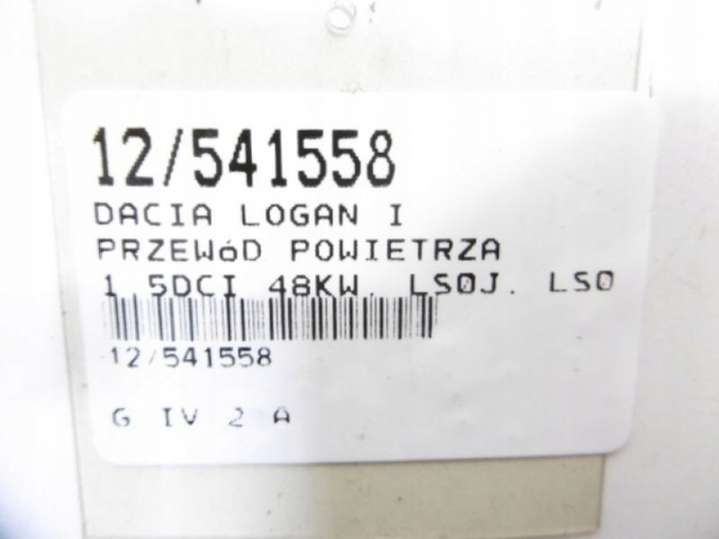 12/541558
DACIA LOGAN I
PRZEWóD POWIETRZA
1.5DCI 48KW. LS0J. LS0
12/541558
G IV 2 A